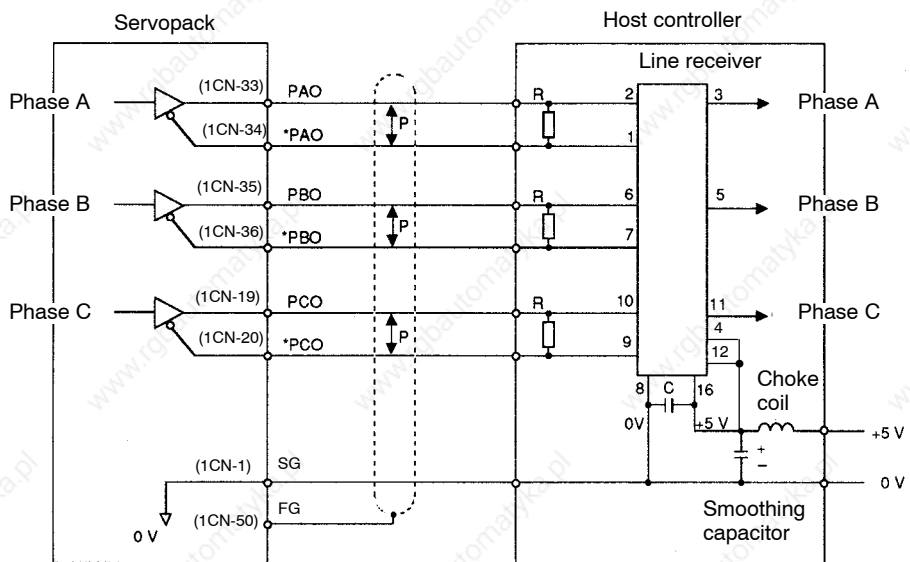 Servopack
Host controller
Line receiver
Phase A
(1CN-33)
PAO
P
R
2
3
Phase A
(1CN-34)
*PAO
1
Phase B
(1CN-35)
PBO
P
R
6
5
Phase B
(1CN-36)
*PBO
7
Phase C
(1CN-19)
PCO
P
R
10
11
Phase C
(1CN-20)
*PCO
9
4
12
8
C
16
Choke
coil
0V
+5 V
+5 V
+
−
(1CN-1)
SG
0 V
(1CN-50)
FG
0 V
Smoothing
capacitor
www.rgbautomatyka.pl